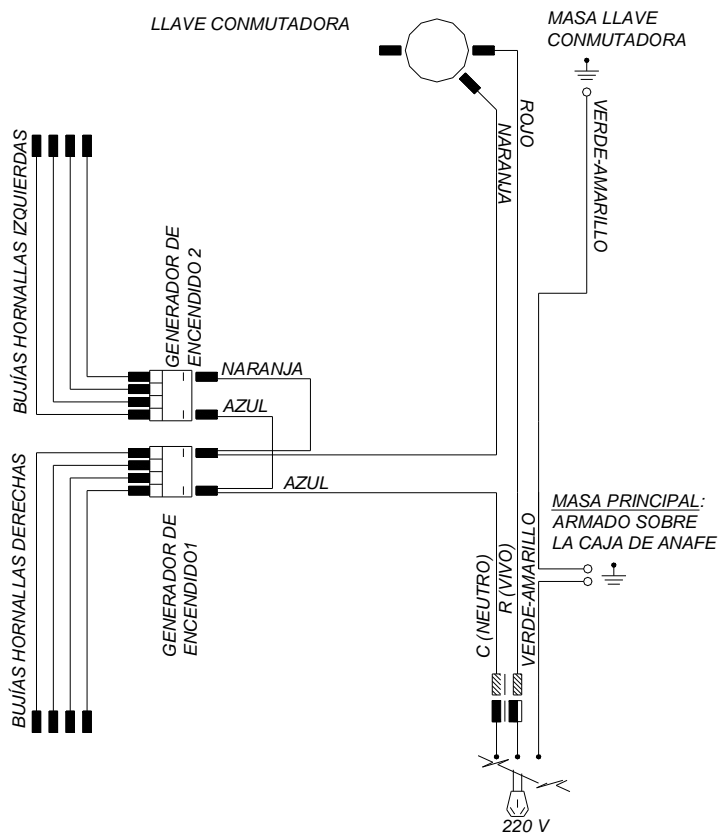 LLAVE CONMUTADORA
MASA LLAVE
CONMUTADORA
ROJO
NARANJA
VERDE-AMARILLO
BUJÍAS HORNALLAS IZQUIERDAS
GENERADOR DE
ENCENDIDO 2
NARANJA
AZUL
AZUL
BUJÍAS HORNALLAS DERECHAS
GENERADOR DE
ENCENDIDO1
MASA PRINCIPAL:
ARMADO SOBRE
LA CAJA DE ANAFE
C (NEUTRO)
R (VIVO)
VERDE-AMARILLO
220 V